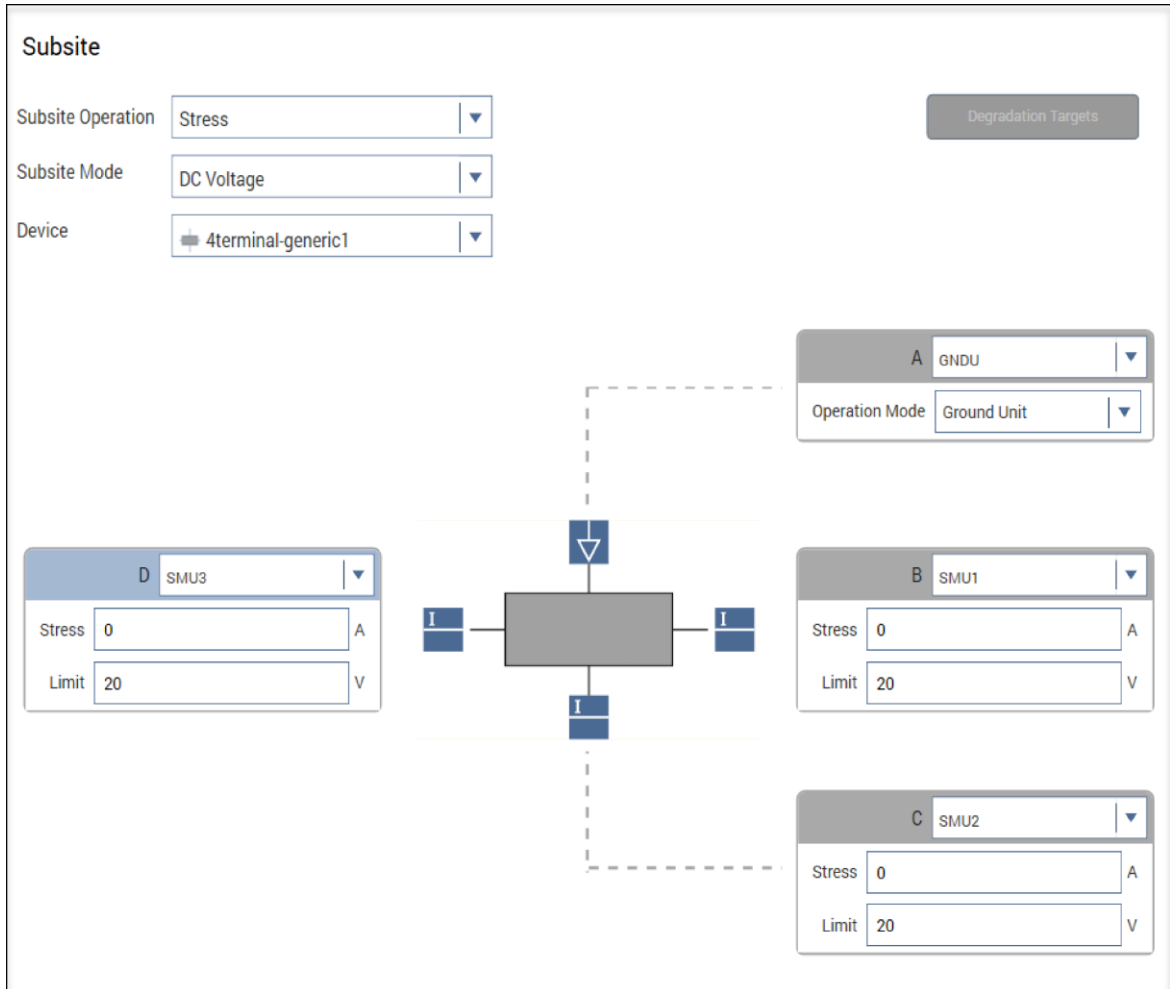 Subsite
Subsite Operation Stress
Degradation Targets
Subsite Mode DC Voltage
Device 4terminal-generic1
A GNDU
Operation Mode Ground Unit
D SMU3
Stress 0 A
Limit 20 V
I
I
I
B SMU1
Stress 0 A
Limit 20 V
C SMU2
Stress 0 A
Limit 20 V